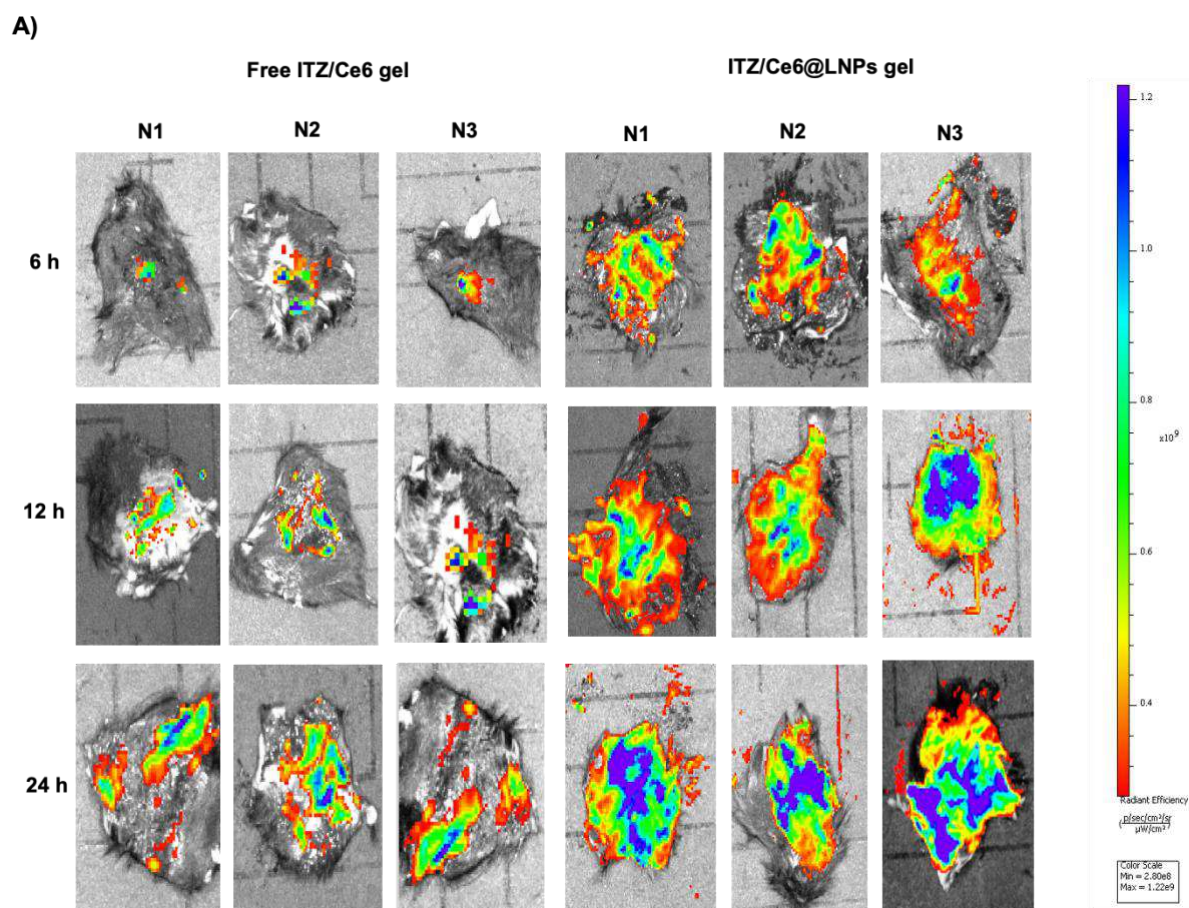 A)
Free ITZ/Ce6 gel
ITZ/Ce6@LNPs gel
N1 N2 N3 N1 N2 N3
6 h
12 h
24 h
1.2
1.0
0.8
x10⁹
0.6
0.4
Radiant Efficiency
(p/sec/cm²/sr
µW/cm²)
Color Scale
Min = 2.80e8
Max = 1.22e9